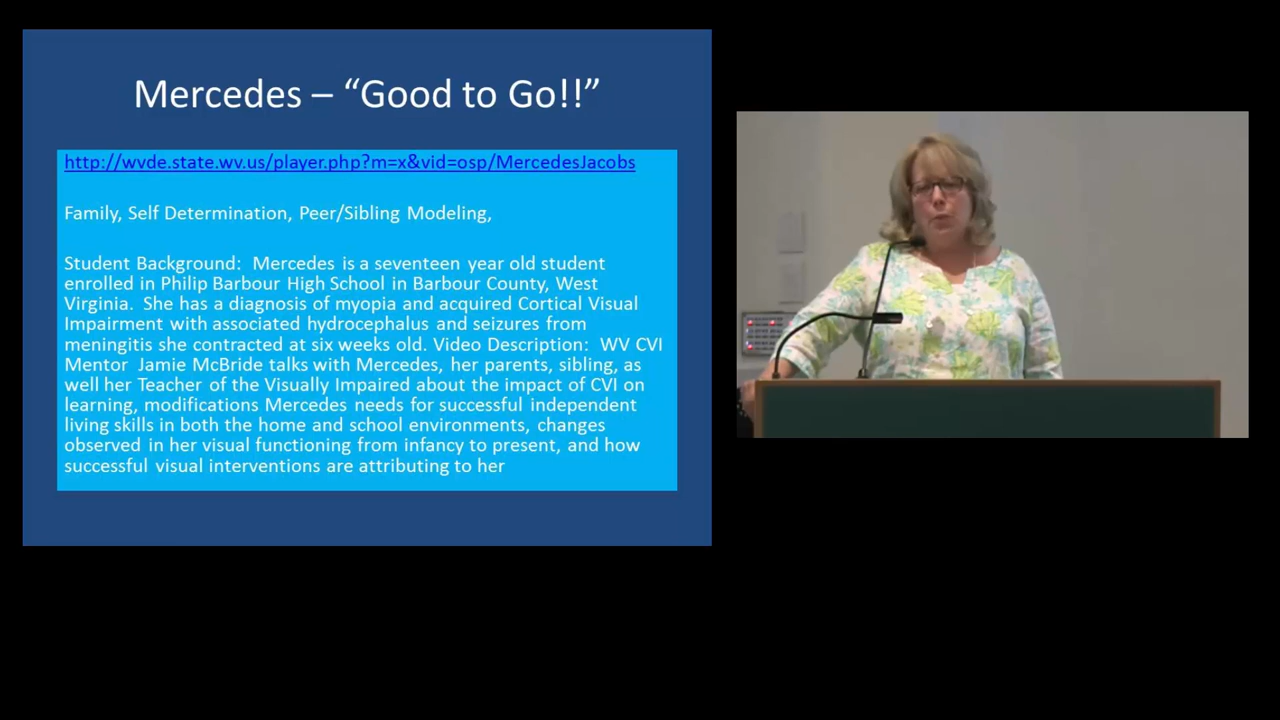 Mercedes – “Good to Go!!”
http://wvde.state.wv.us/player.php?m=x&vid=osp/MercedesJacobs
Family, Self Determination, Peer/Sibling Modeling,
Student Background:  Mercedes is a seventeen year old student
enrolled in Philip Barbour High School in Barbour County, West
Virginia.  She has a diagnosis of myopia and acquired Cortical Visual
Impairment with associated hydrocephalus and seizures from
meningitis she contracted at six weeks old. Video Description:  WV CVI
Mentor  Jamie McBride talks with Mercedes, her parents, sibling, as
well her Teacher of the Visually Impaired about the impact of CVI on
learning, modifications Mercedes needs for successful independent
living skills in both the home and school environments, changes
observed in her visual functioning from infancy to present, and how
successful visual interventions are attributing to her